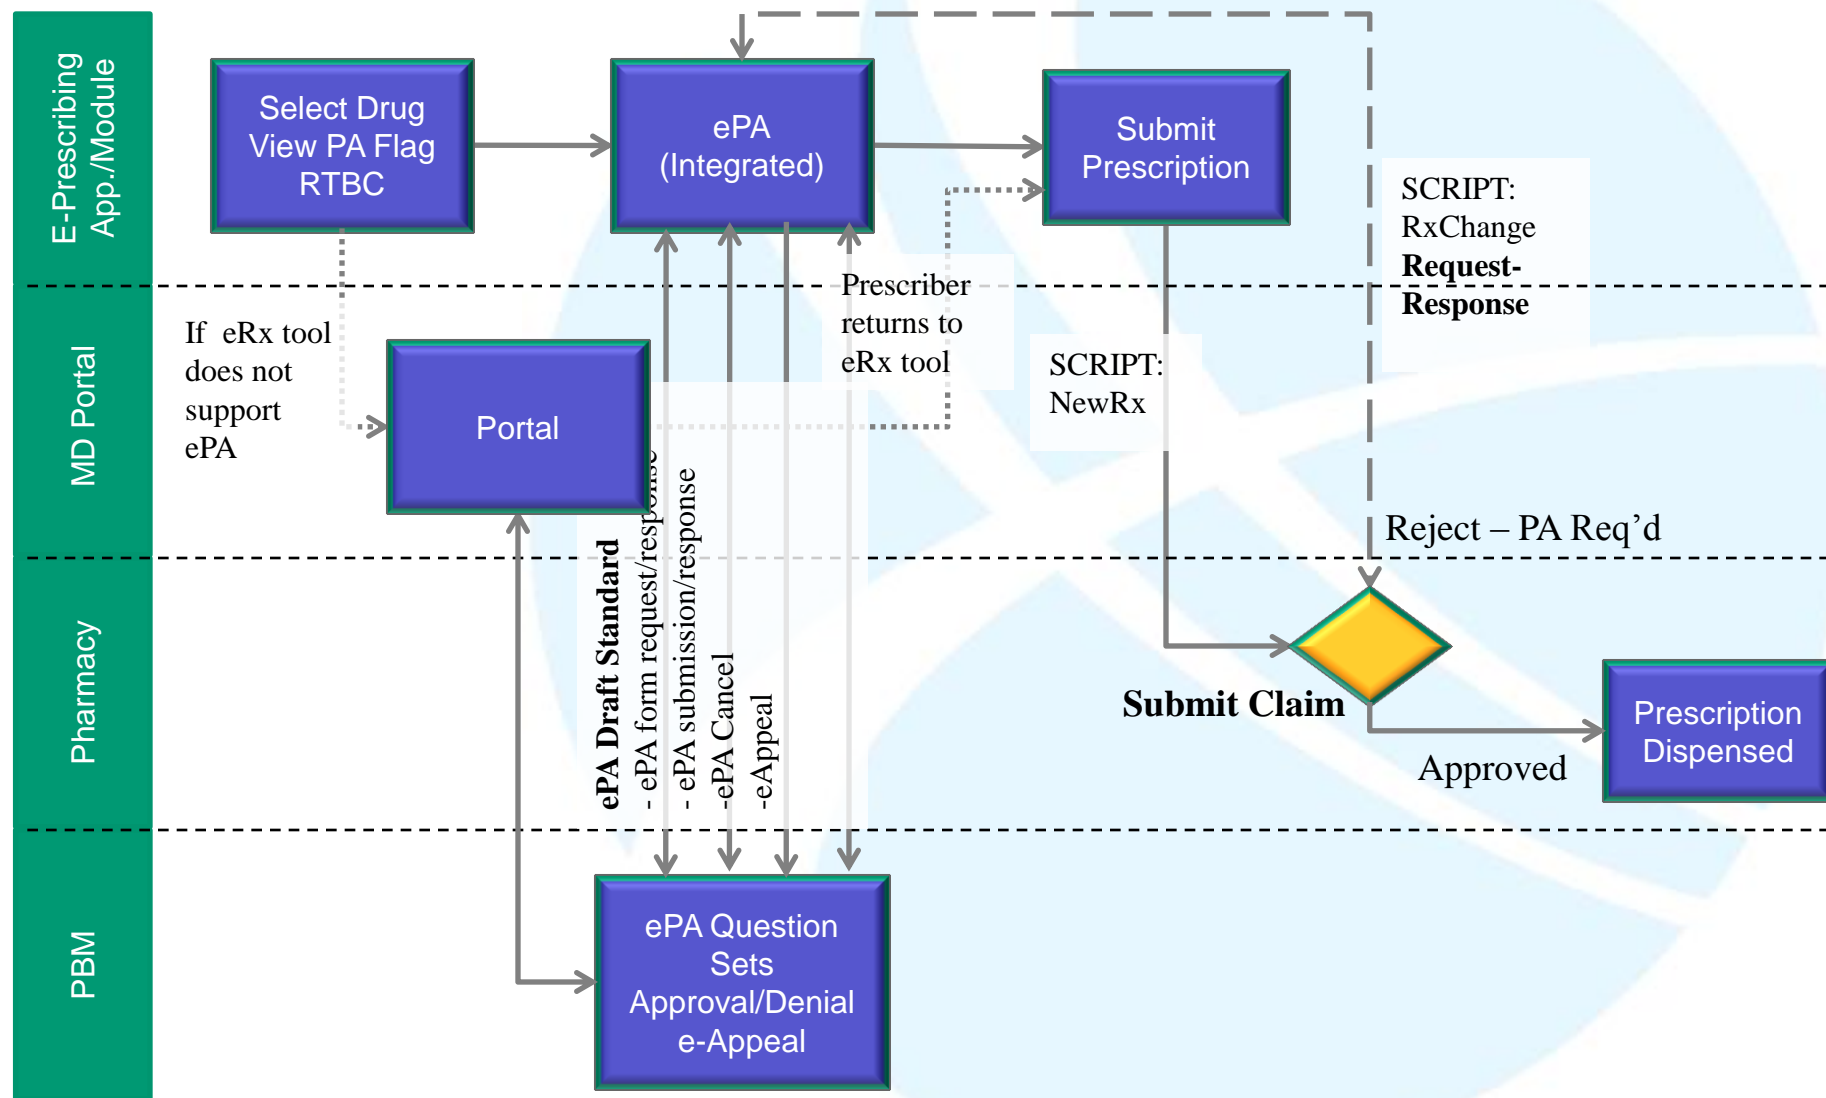 E-Prescribing
App./Module
Select Drug
View PA Flag
RTBC
ePA
(Integrated)
Submit
Prescription
SCRIPT:
RxChange
Request-
Response
MD Portal
If eRx tool
does not
support
ePA
Portal
Prescriber
returns to
eRx tool
SCRIPT:
NewRx
Reject – PA Req’d
Pharmacy
ePA Draft Standard
- ePA form request/response
- ePA submission/response
-ePA Cancel
-eAppeal
Submit Claim
Approved
Prescription
Dispensed
PBM
ePA Question
Sets
Approval/Denial
e-Appeal